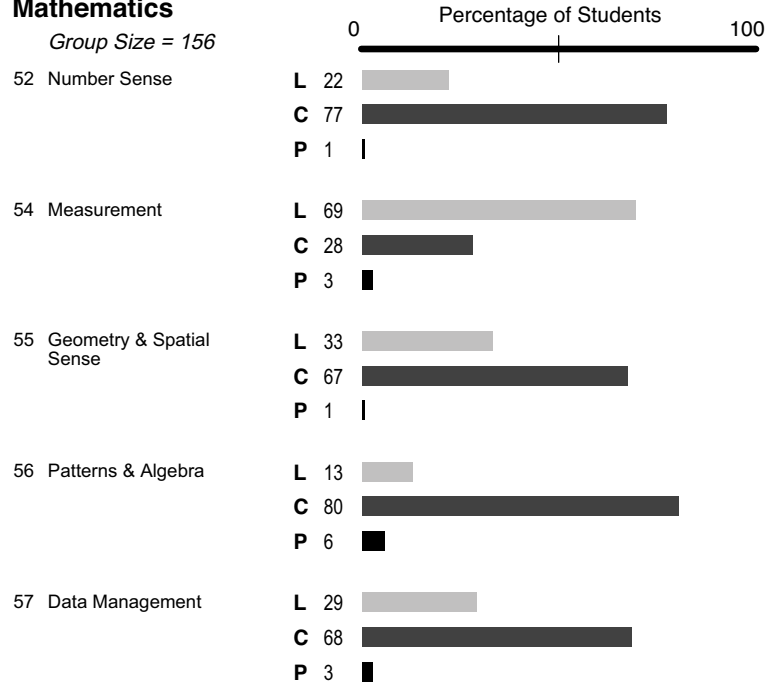 Mathematics
Group Size = 156
Percentage of Students
0 100
52 Number Sense L 22
C 77
P 1
54 Measurement L 69
C 28
P 3
55 Geometry & Spatial L 33
Sense
C 67
P 1
56 Patterns & Algebra L 13
C 80
P 6
57 Data Management L 29
C 68
P 3